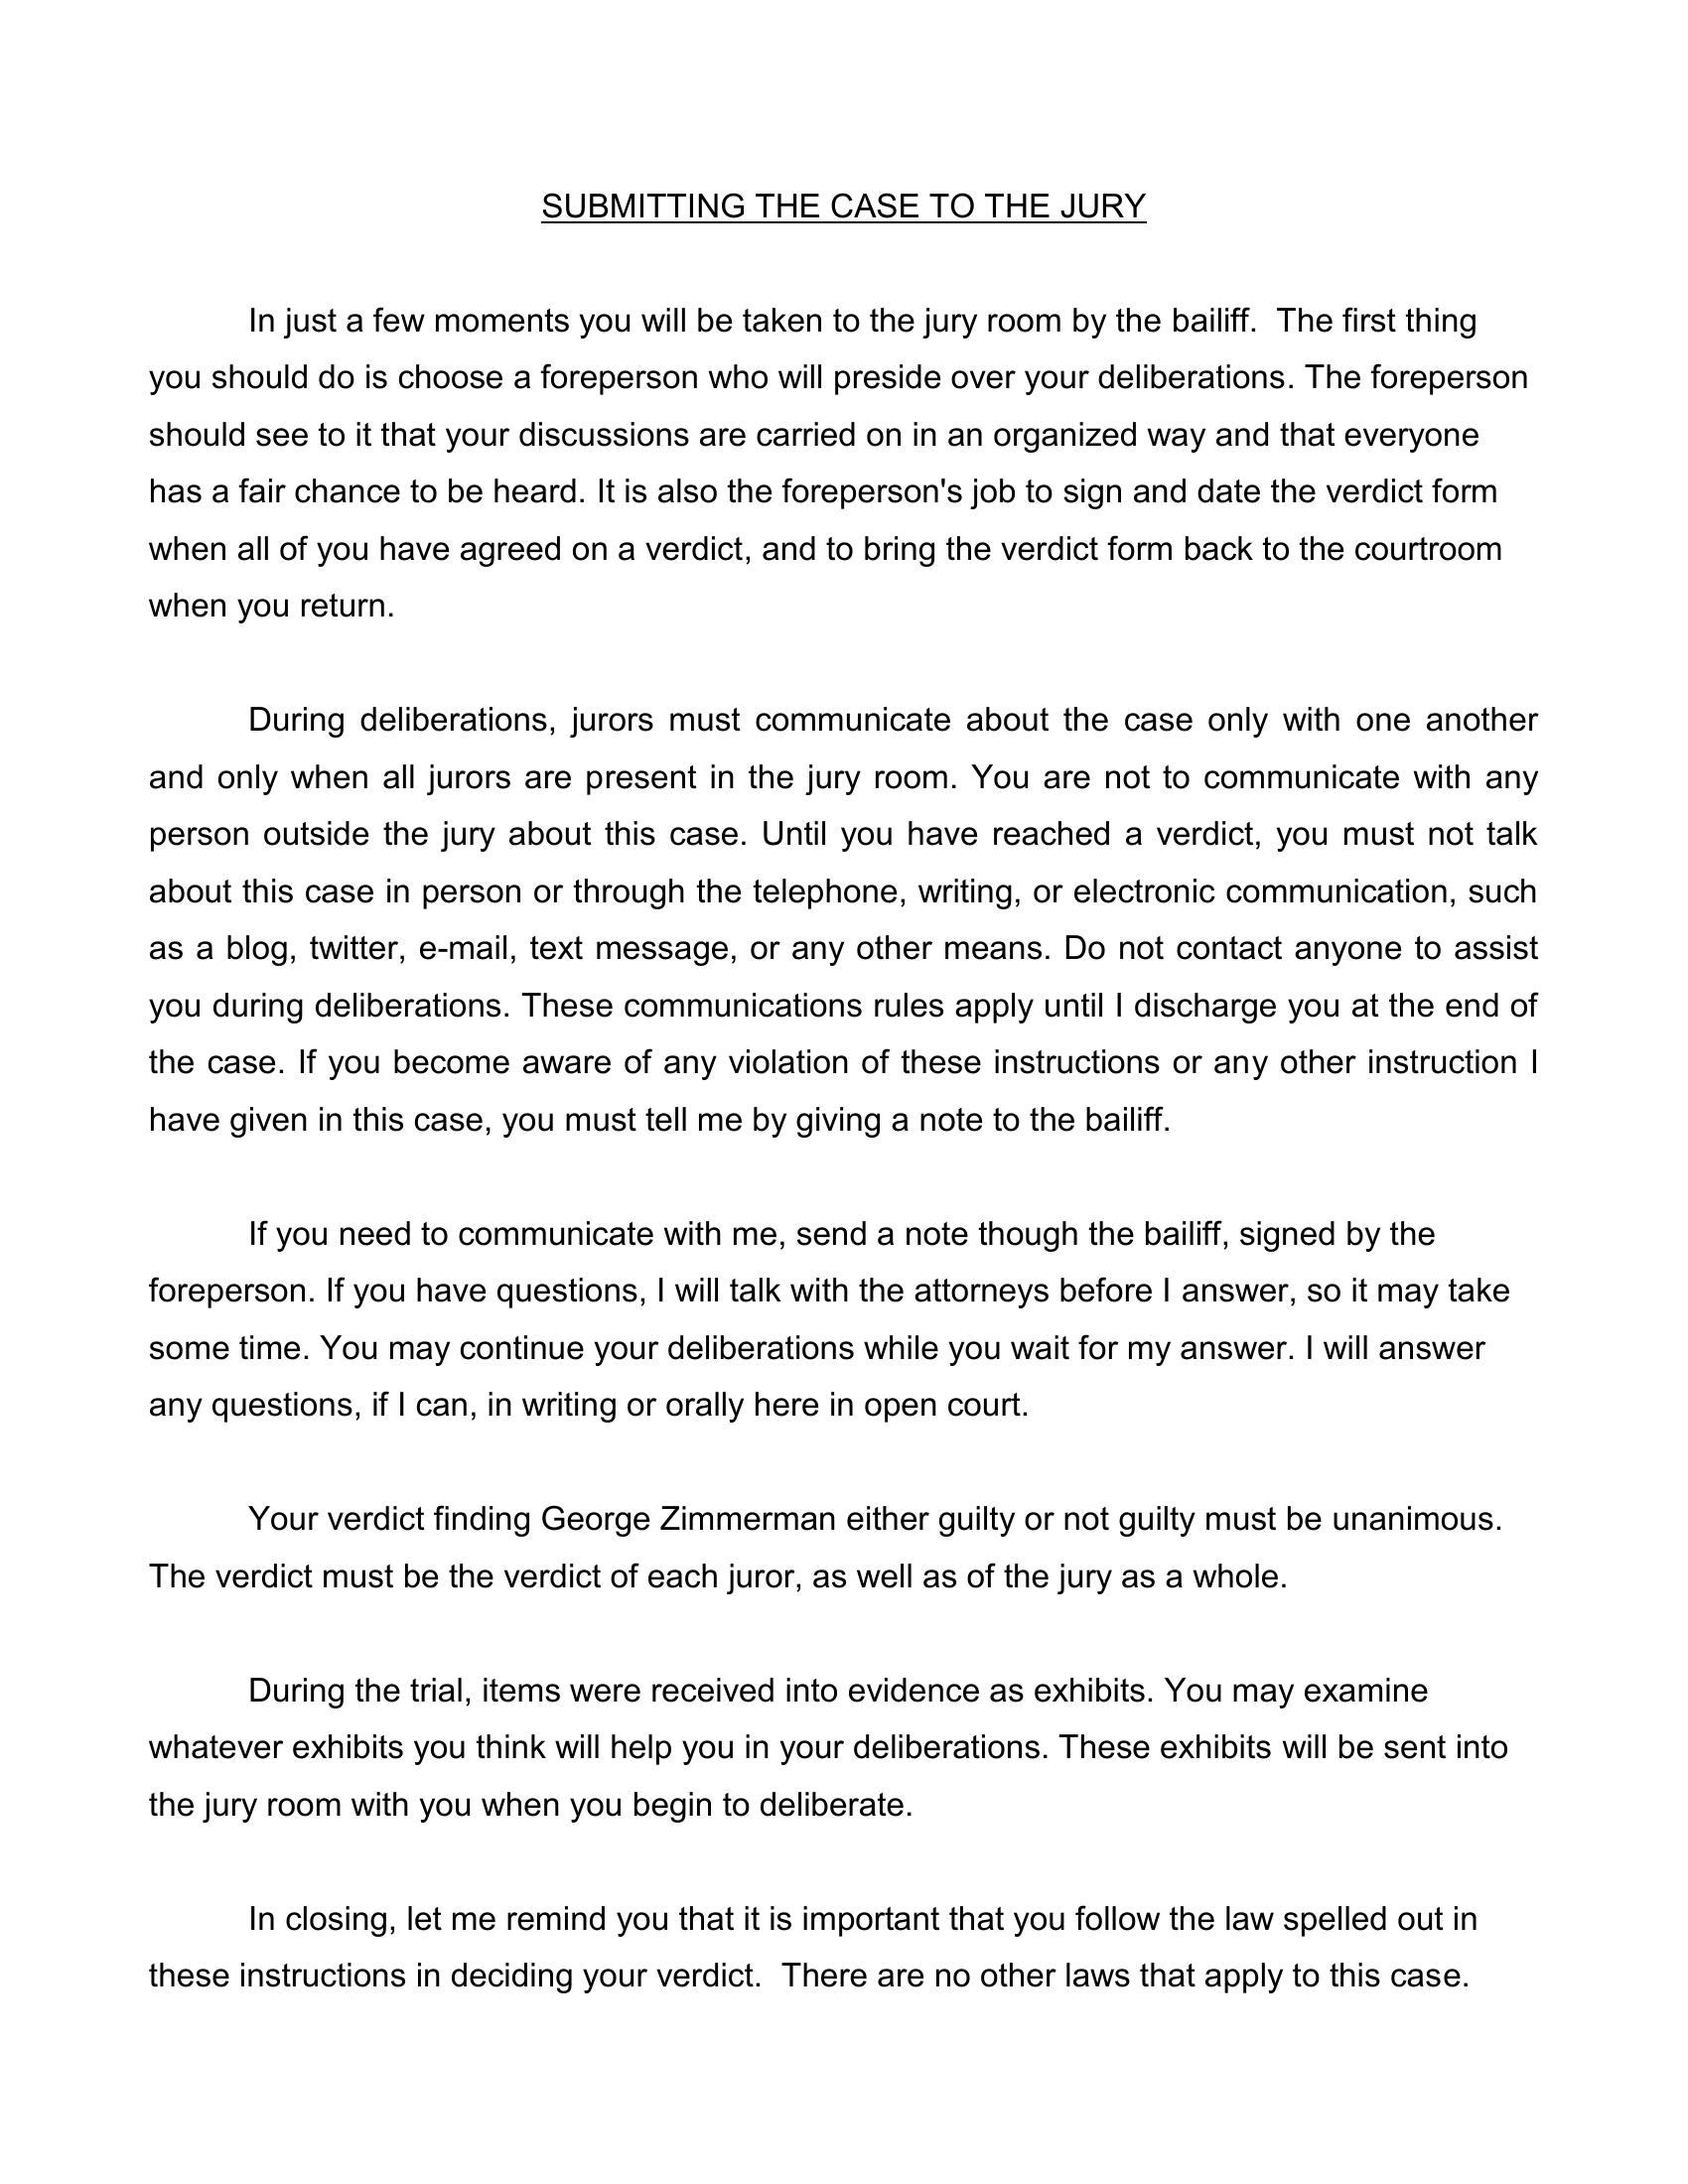 SUBMITTING THE CASE TO THE JURY
In just a few moments you will be taken to the jury room by the bailiff.  The first thing
you should do is choose a foreperson who will preside over your deliberations. The foreperson
should see to it that your discussions are carried on in an organized way and that everyone
has a fair chance to be heard. It is also the foreperson's job to sign and date the verdict form
when all of you have agreed on a verdict, and to bring the verdict form back to the courtroom
when you return.
During deliberations, jurors must communicate about the case only with one another
and only when all jurors are present in the jury room. You are not to communicate with any
person outside the jury about this case. Until you have reached a verdict, you must not talk
about this case in person or through the telephone, writing, or electronic communication, such
as a blog, twitter, e-mail, text message, or any other means. Do not contact anyone to assist
you during deliberations. These communications rules apply until I discharge you at the end of
the case. If you become aware of any violation of these instructions or any other instruction I
have given in this case, you must tell me by giving a note to the bailiff.
If you need to communicate with me, send a note though the bailiff, signed by the
foreperson. If you have questions, I will talk with the attorneys before I answer, so it may take
some time. You may continue your deliberations while you wait for my answer. I will answer
any questions, if I can, in writing or orally here in open court.
Your verdict finding George Zimmerman either guilty or not guilty must be unanimous.
The verdict must be the verdict of each juror, as well as of the jury as a whole.
During the trial, items were received into evidence as exhibits. You may examine
whatever exhibits you think will help you in your deliberations. These exhibits will be sent into
the jury room with you when you begin to deliberate.
In closing, let me remind you that it is important that you follow the law spelled out in
these instructions in deciding your verdict.  There are no other laws that apply to this case.